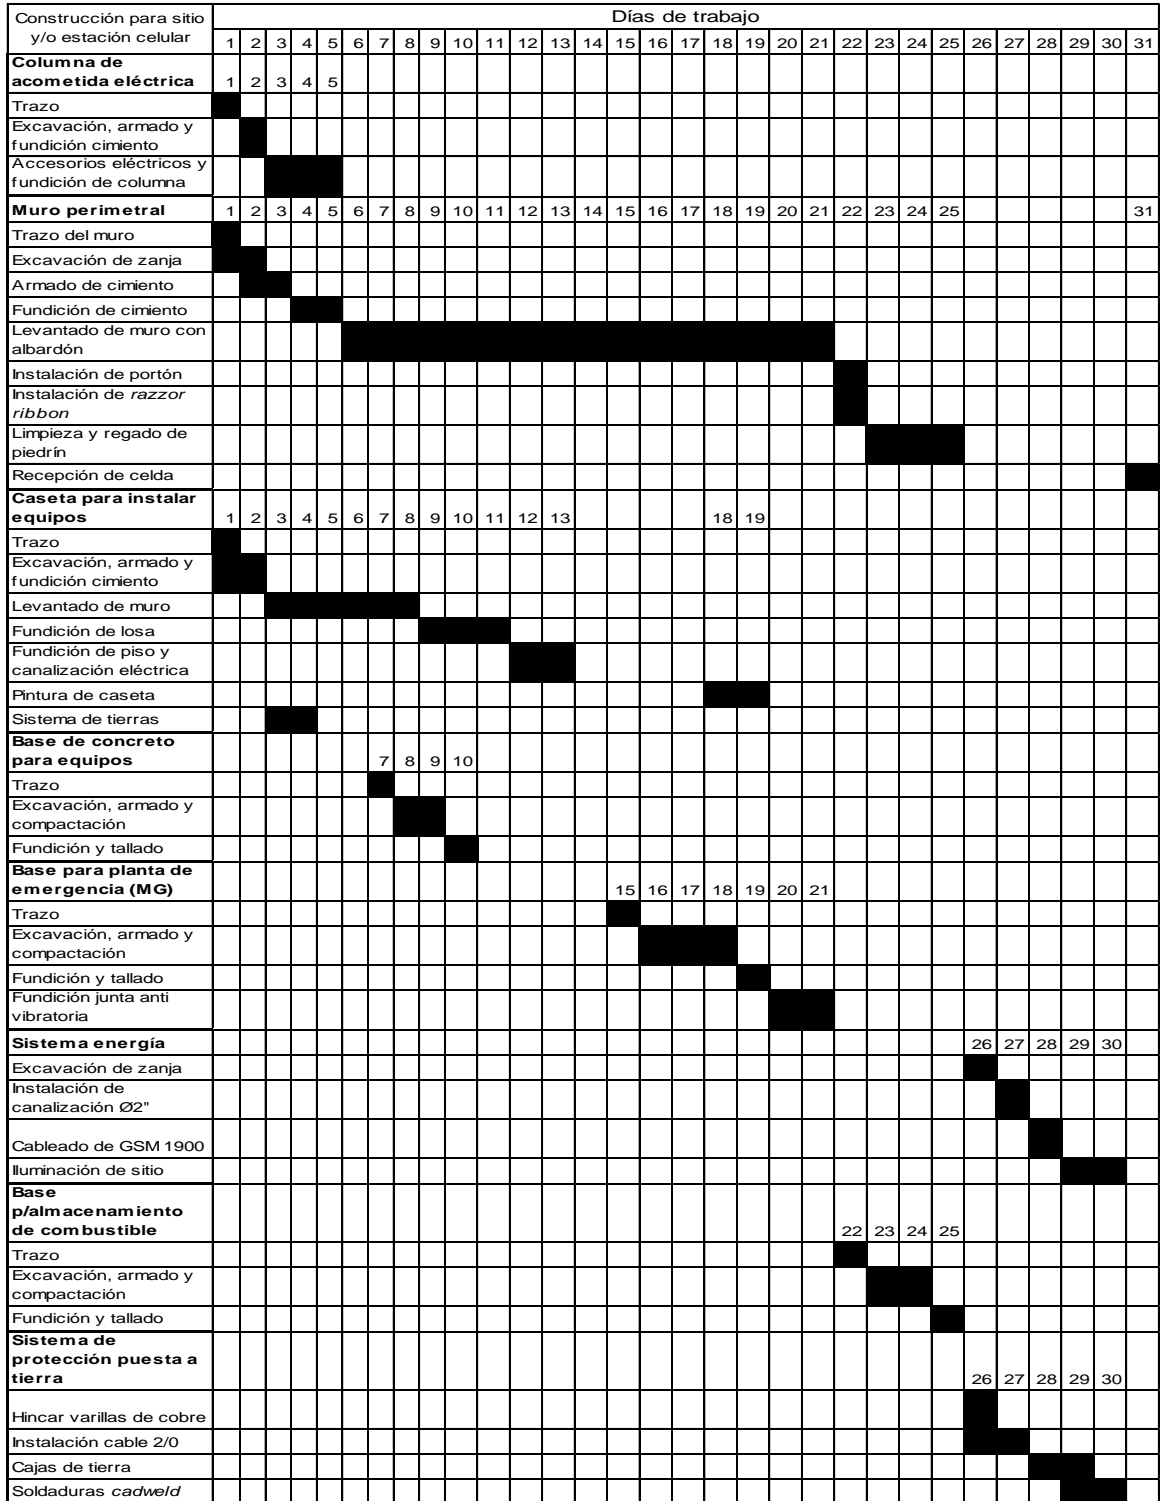 Construcción para sitio
y/o estación celular
Días de trabajo
1 2 3 4 5 6 7 8 9 10 11 12 13 14 15 16 17 18 19 20 21 22 23 24 25 26 27 28 29 30 31
Columna de
acometida eléctrica 1 2 3 4 5
Trazo
Excavación, armado y
fundición cimiento
Accesorios eléctricos y
fundición de columna
Muro perimetral 1 2 3 4 5 6 7 8 9 10 11 12 13 14 15 16 17 18 19 20 21 22 23 24 25 31
Trazo del muro
Excavación de zanja
Armado de cimiento
Fundición de cimiento
Levantado de muro con
albardón
Instalación de portón
Instalación de razzor
ribbon
Limpieza y regado de
piedrín
Recepción de celda
Caseta para instalar
equipos 1 2 3 4 5 6 7 8 9 10 11 12 13 18 19
Trazo
Excavación, armado y
fundición cimiento
Levantado de muro
Fundición de losa
Fundición de piso y
canalización eléctrica
Pintura de caseta
Sistema de tierras
Base de concreto
para equipos 7 8 9 10
Trazo
Excavación, armado y
compactación
Fundición y tallado
Base para planta de
emergencia (MG) 15 16 17 18 19 20 21
Trazo
Excavación, armado y
compactación
Fundición y tallado
Fundición junta anti
vibratoria
Sistema energía 26 27 28 29 30
Excavación de zanja
Instalación de
canalización Ø2"
Cableado de GSM 1900
Iluminación de sitio
Base
p/almacenamiento
de combustible 22 23 24 25
Trazo
Excavación, armado y
compactación
Fundición y tallado
Sistema de
protección puesta a
tierra 26 27 28 29 30
Hincar varillas de cobre
Instalación cable 2/0
Cajas de tierra
Soldaduras cadweld